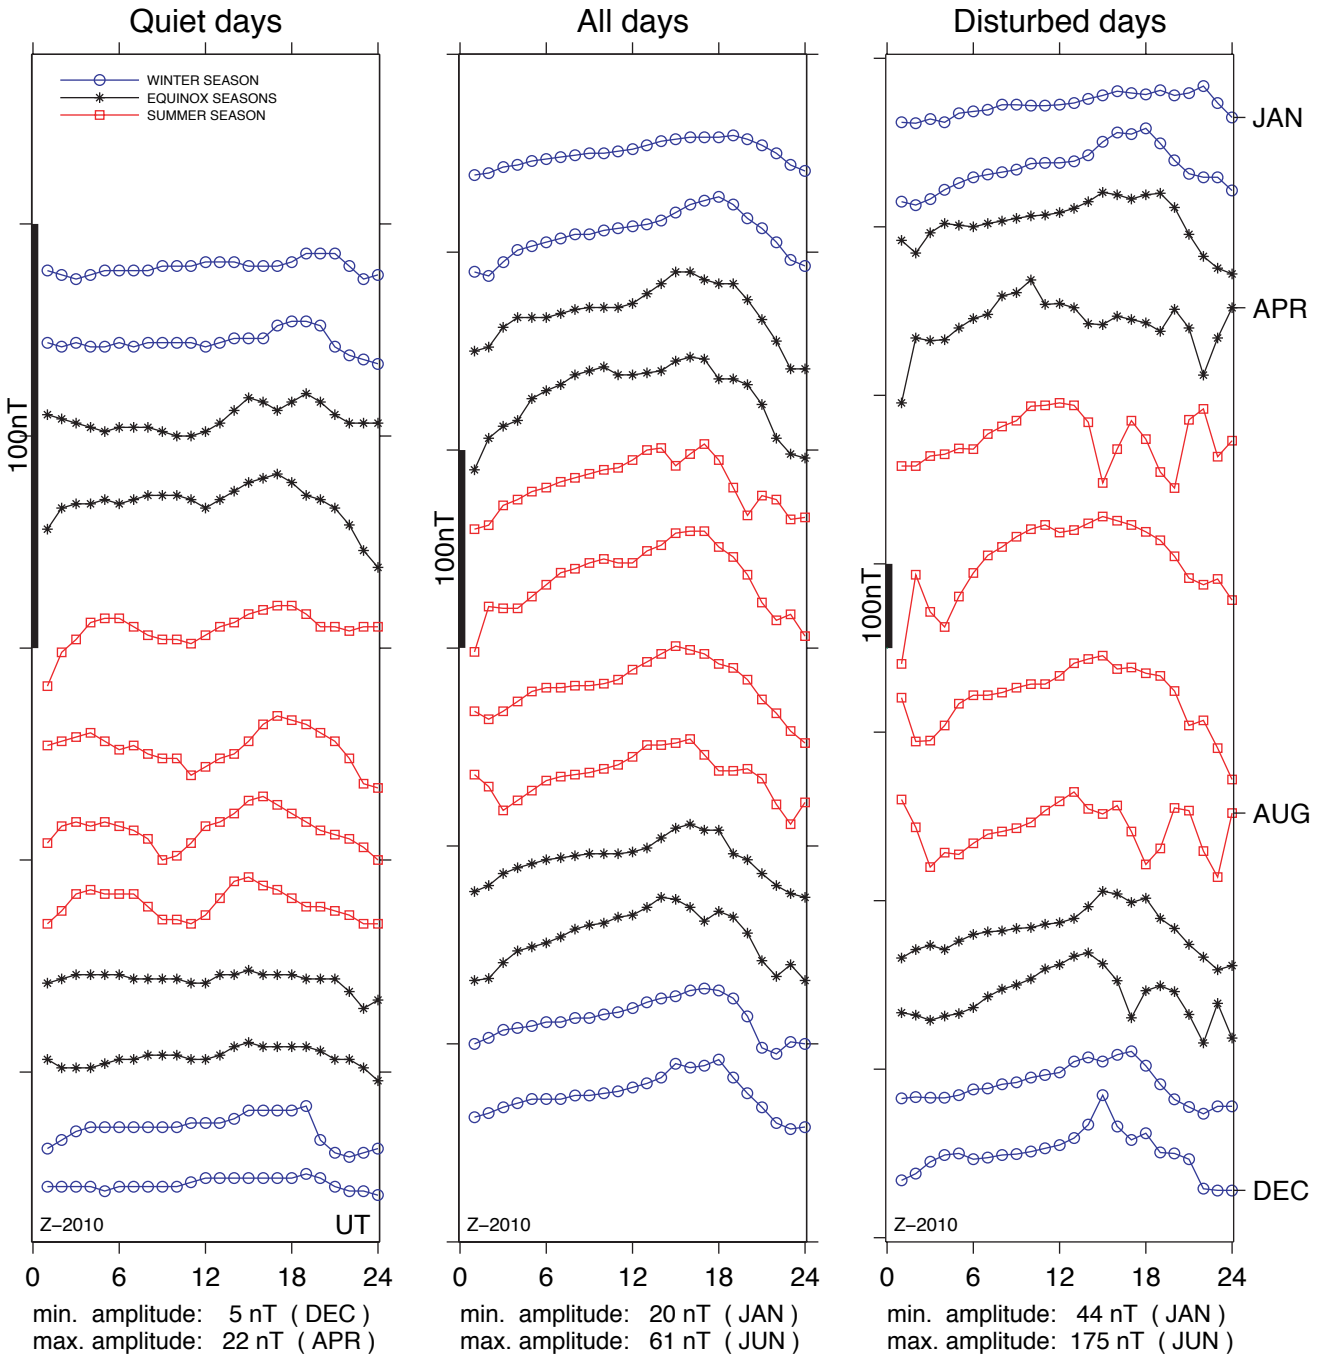 Quiet days
All days
Disturbed days
WINTER SEASON
EQUINOX SEASONS
SUMMER SEASON
JAN
APR
AUG
DEC
100nT
100nT
100nT
Z−2010
UT
Z−2010
Z−2010
0 6 12 18 24
0 6 12 18 24
0 6 12 18 24
min. amplitude: 5 nT ( DEC )
max. amplitude: 22 nT ( APR )
min. amplitude: 20 nT ( JAN )
max. amplitude: 61 nT ( JUN )
min. amplitude: 44 nT ( JAN )
max. amplitude: 175 nT ( JUN )